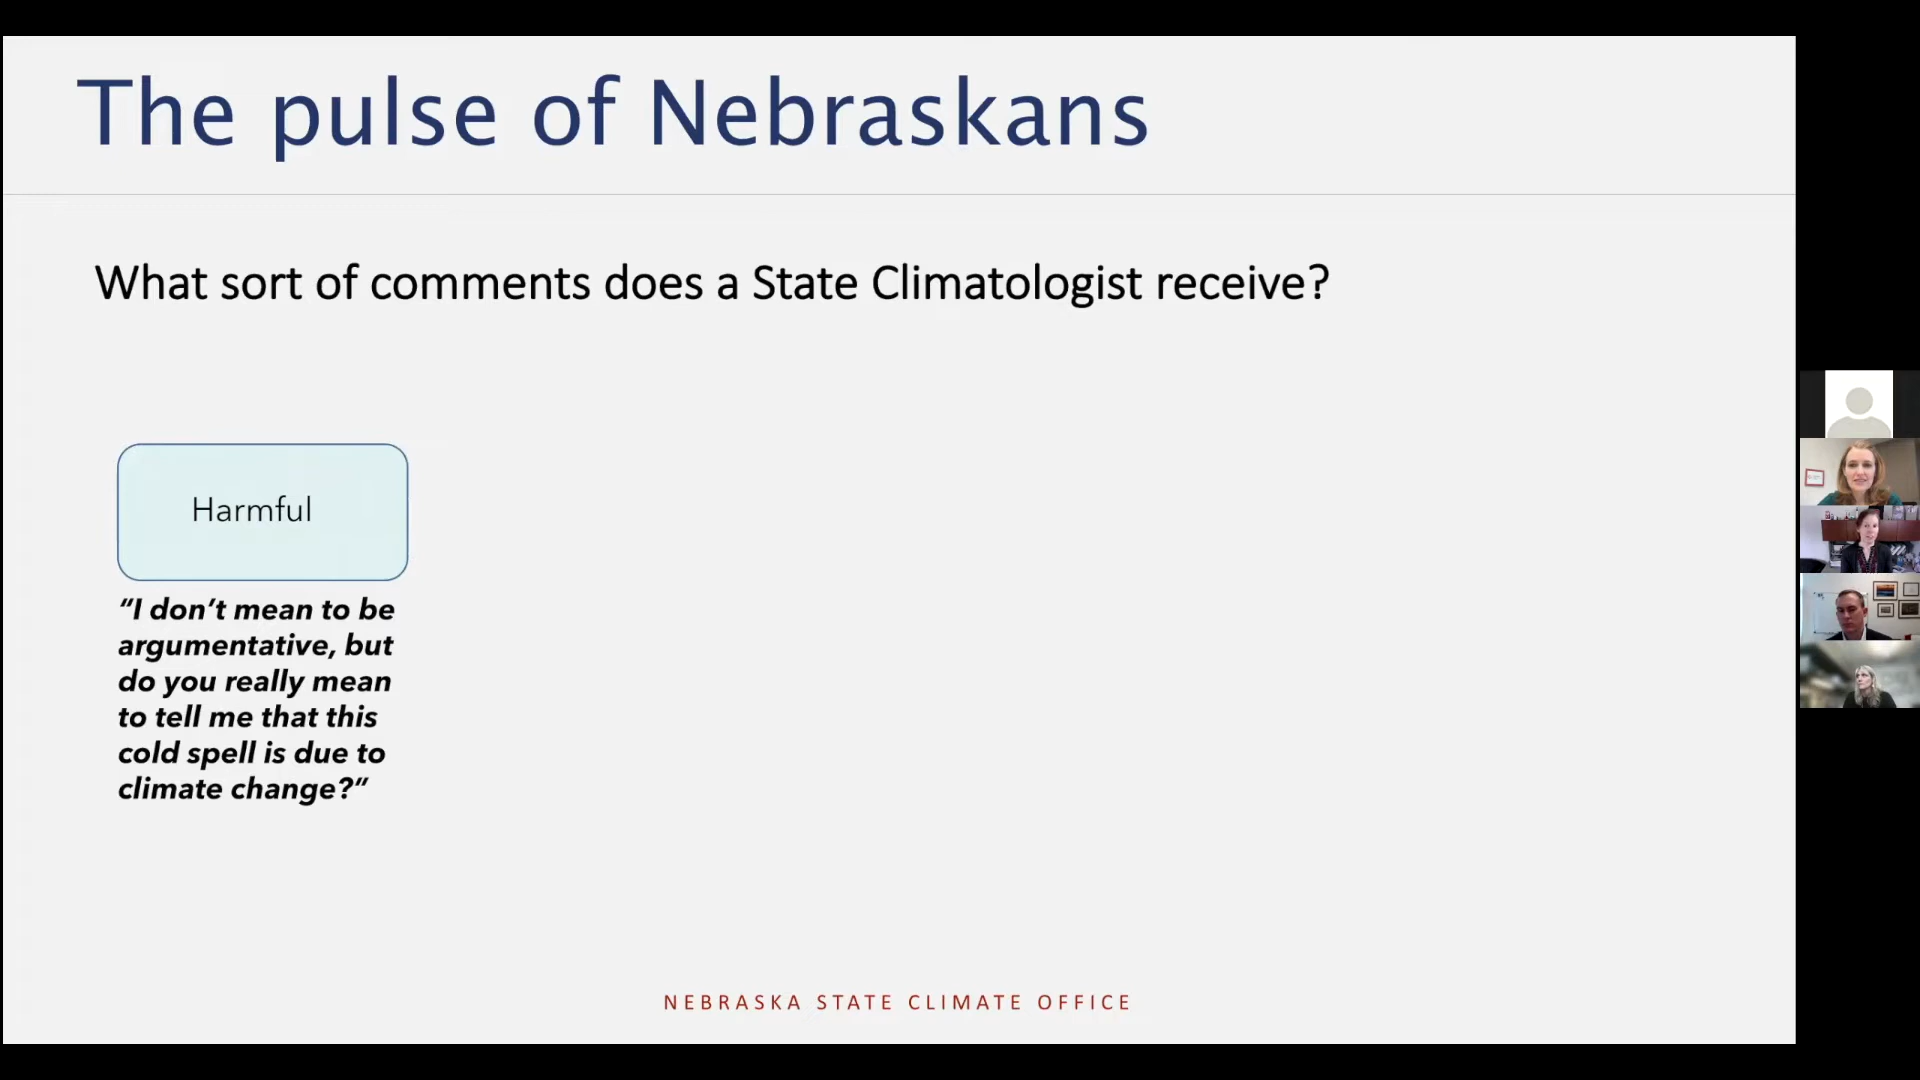 The pulse of Nebraskans
What sort of comments does a State Climatologist receive?
Harmful
“I don’t mean to be
argumentative, but
do you really mean
to tell me that this
cold spell is due to
climate change?”
NEBRASKA STATE CLIMATE OFFICE